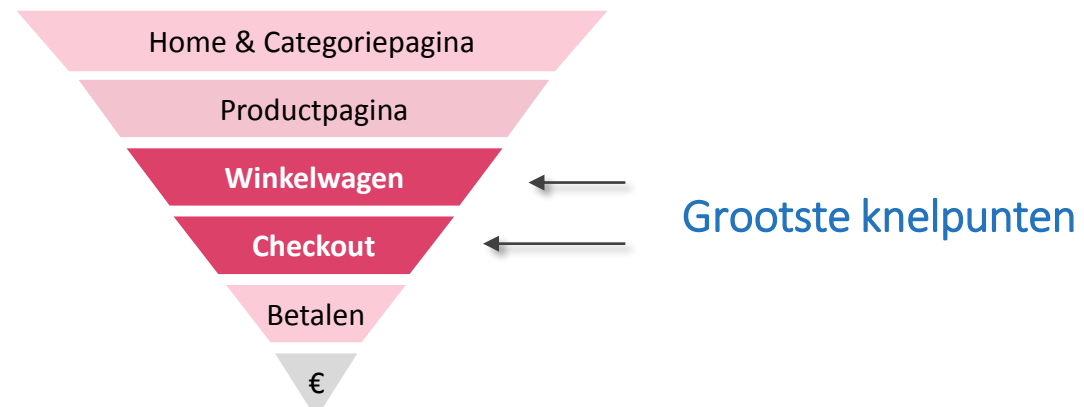 Home & Categoriepagina
Productpagina
Winkelwagen
Checkout
Grootste knelpunten
Betalen
€